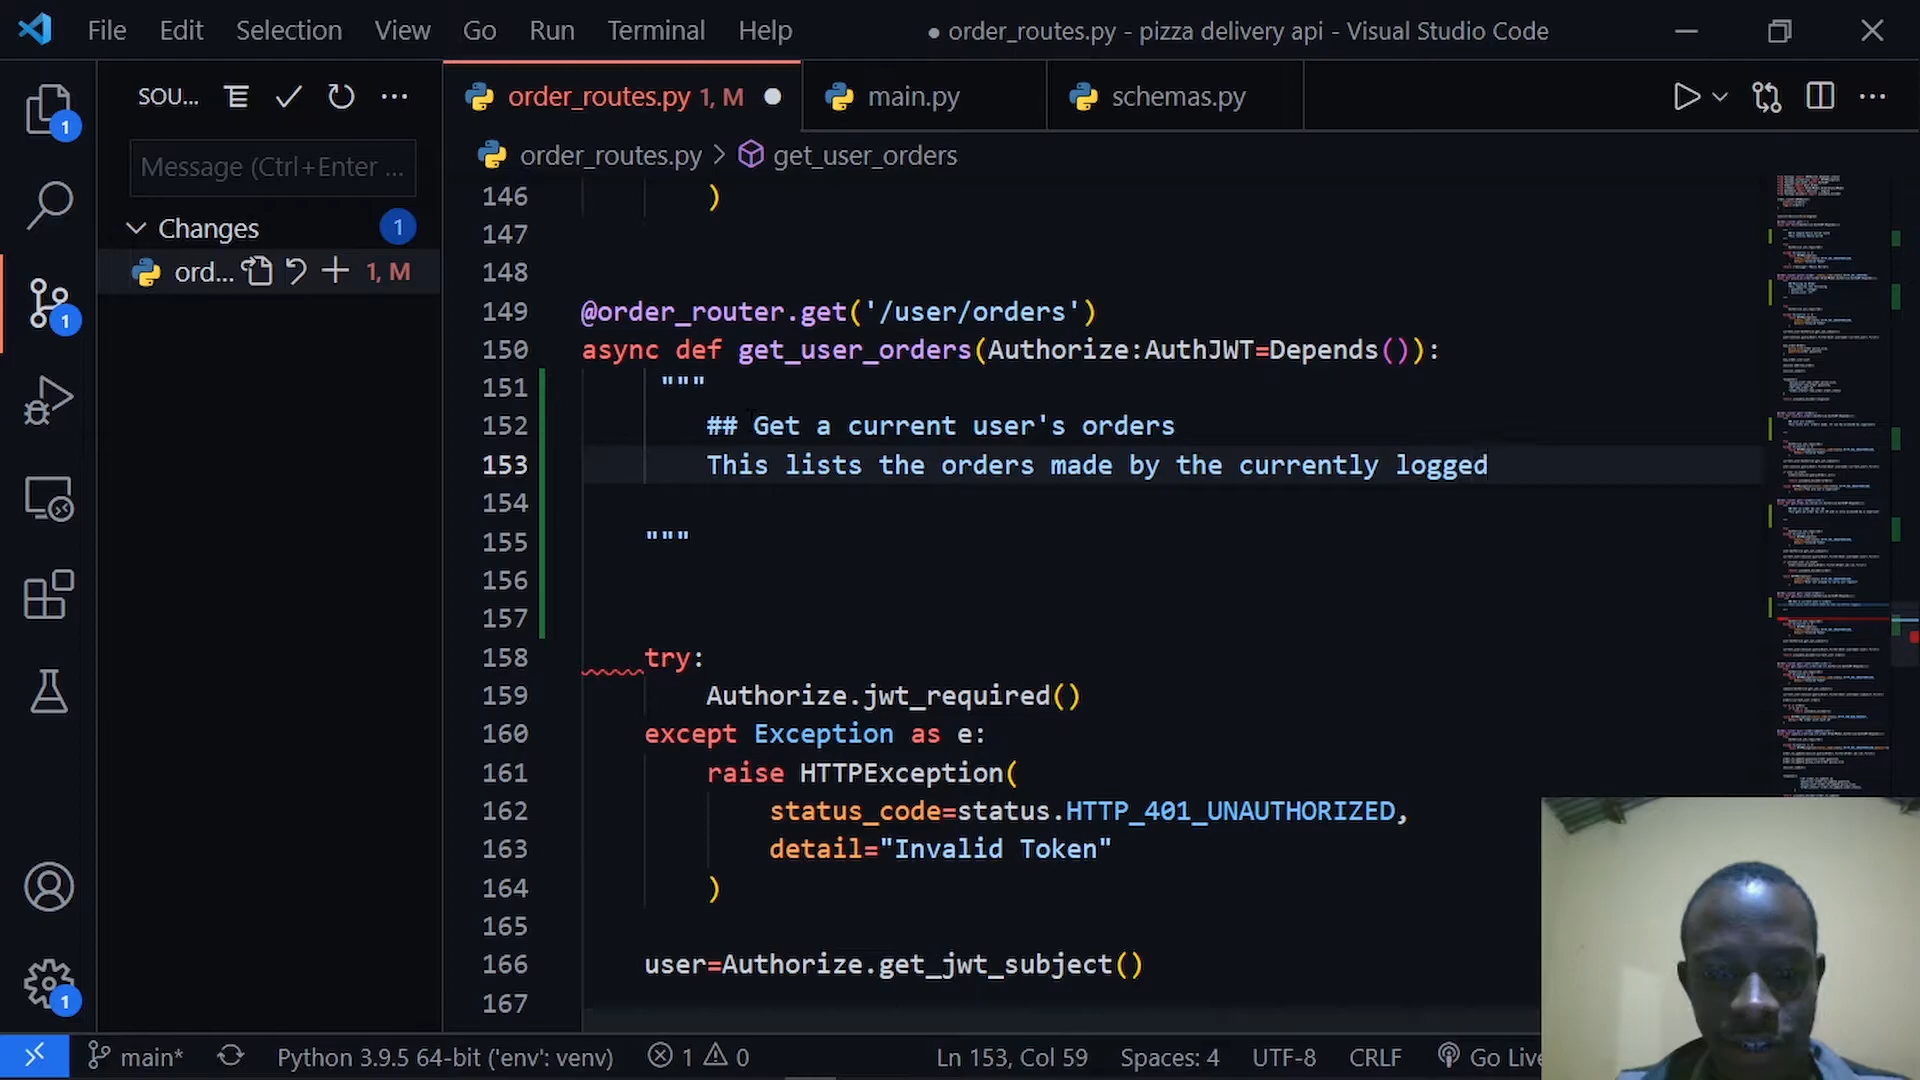 File Edit Selection View Go Run Terminal Help ● order_routes.py - pizza delivery api - Visual Studio Code
SOU...
order_routes.py 1, M
main.py
schemas.py
Message (Ctrl+Enter ...
order_routes.py > get_user_orders
Changes 1
ord... 1, M
1
1
1
146 )
147
148
149 @order_router.get('/user/orders')
150 async def get_user_orders(Authorize:AuthJWT=Depends()):
151 """
152 ## Get a current user's orders
153 This lists the orders made by the currently logged
154
155 """
156
157
158 try:
159 Authorize.jwt_required()
160 except Exception as e:
161 raise HTTPException(
162 status_code=status.HTTP_401_UNAUTHORIZED,
163 detail="Invalid Token"
164 )
165
166 user=Authorize.get_jwt_subject()
167
main* Python 3.9.5 64-bit ('env': venv) 1 0 Ln 153, Col 59 Spaces: 4 UTF-8 CRLF Go Live